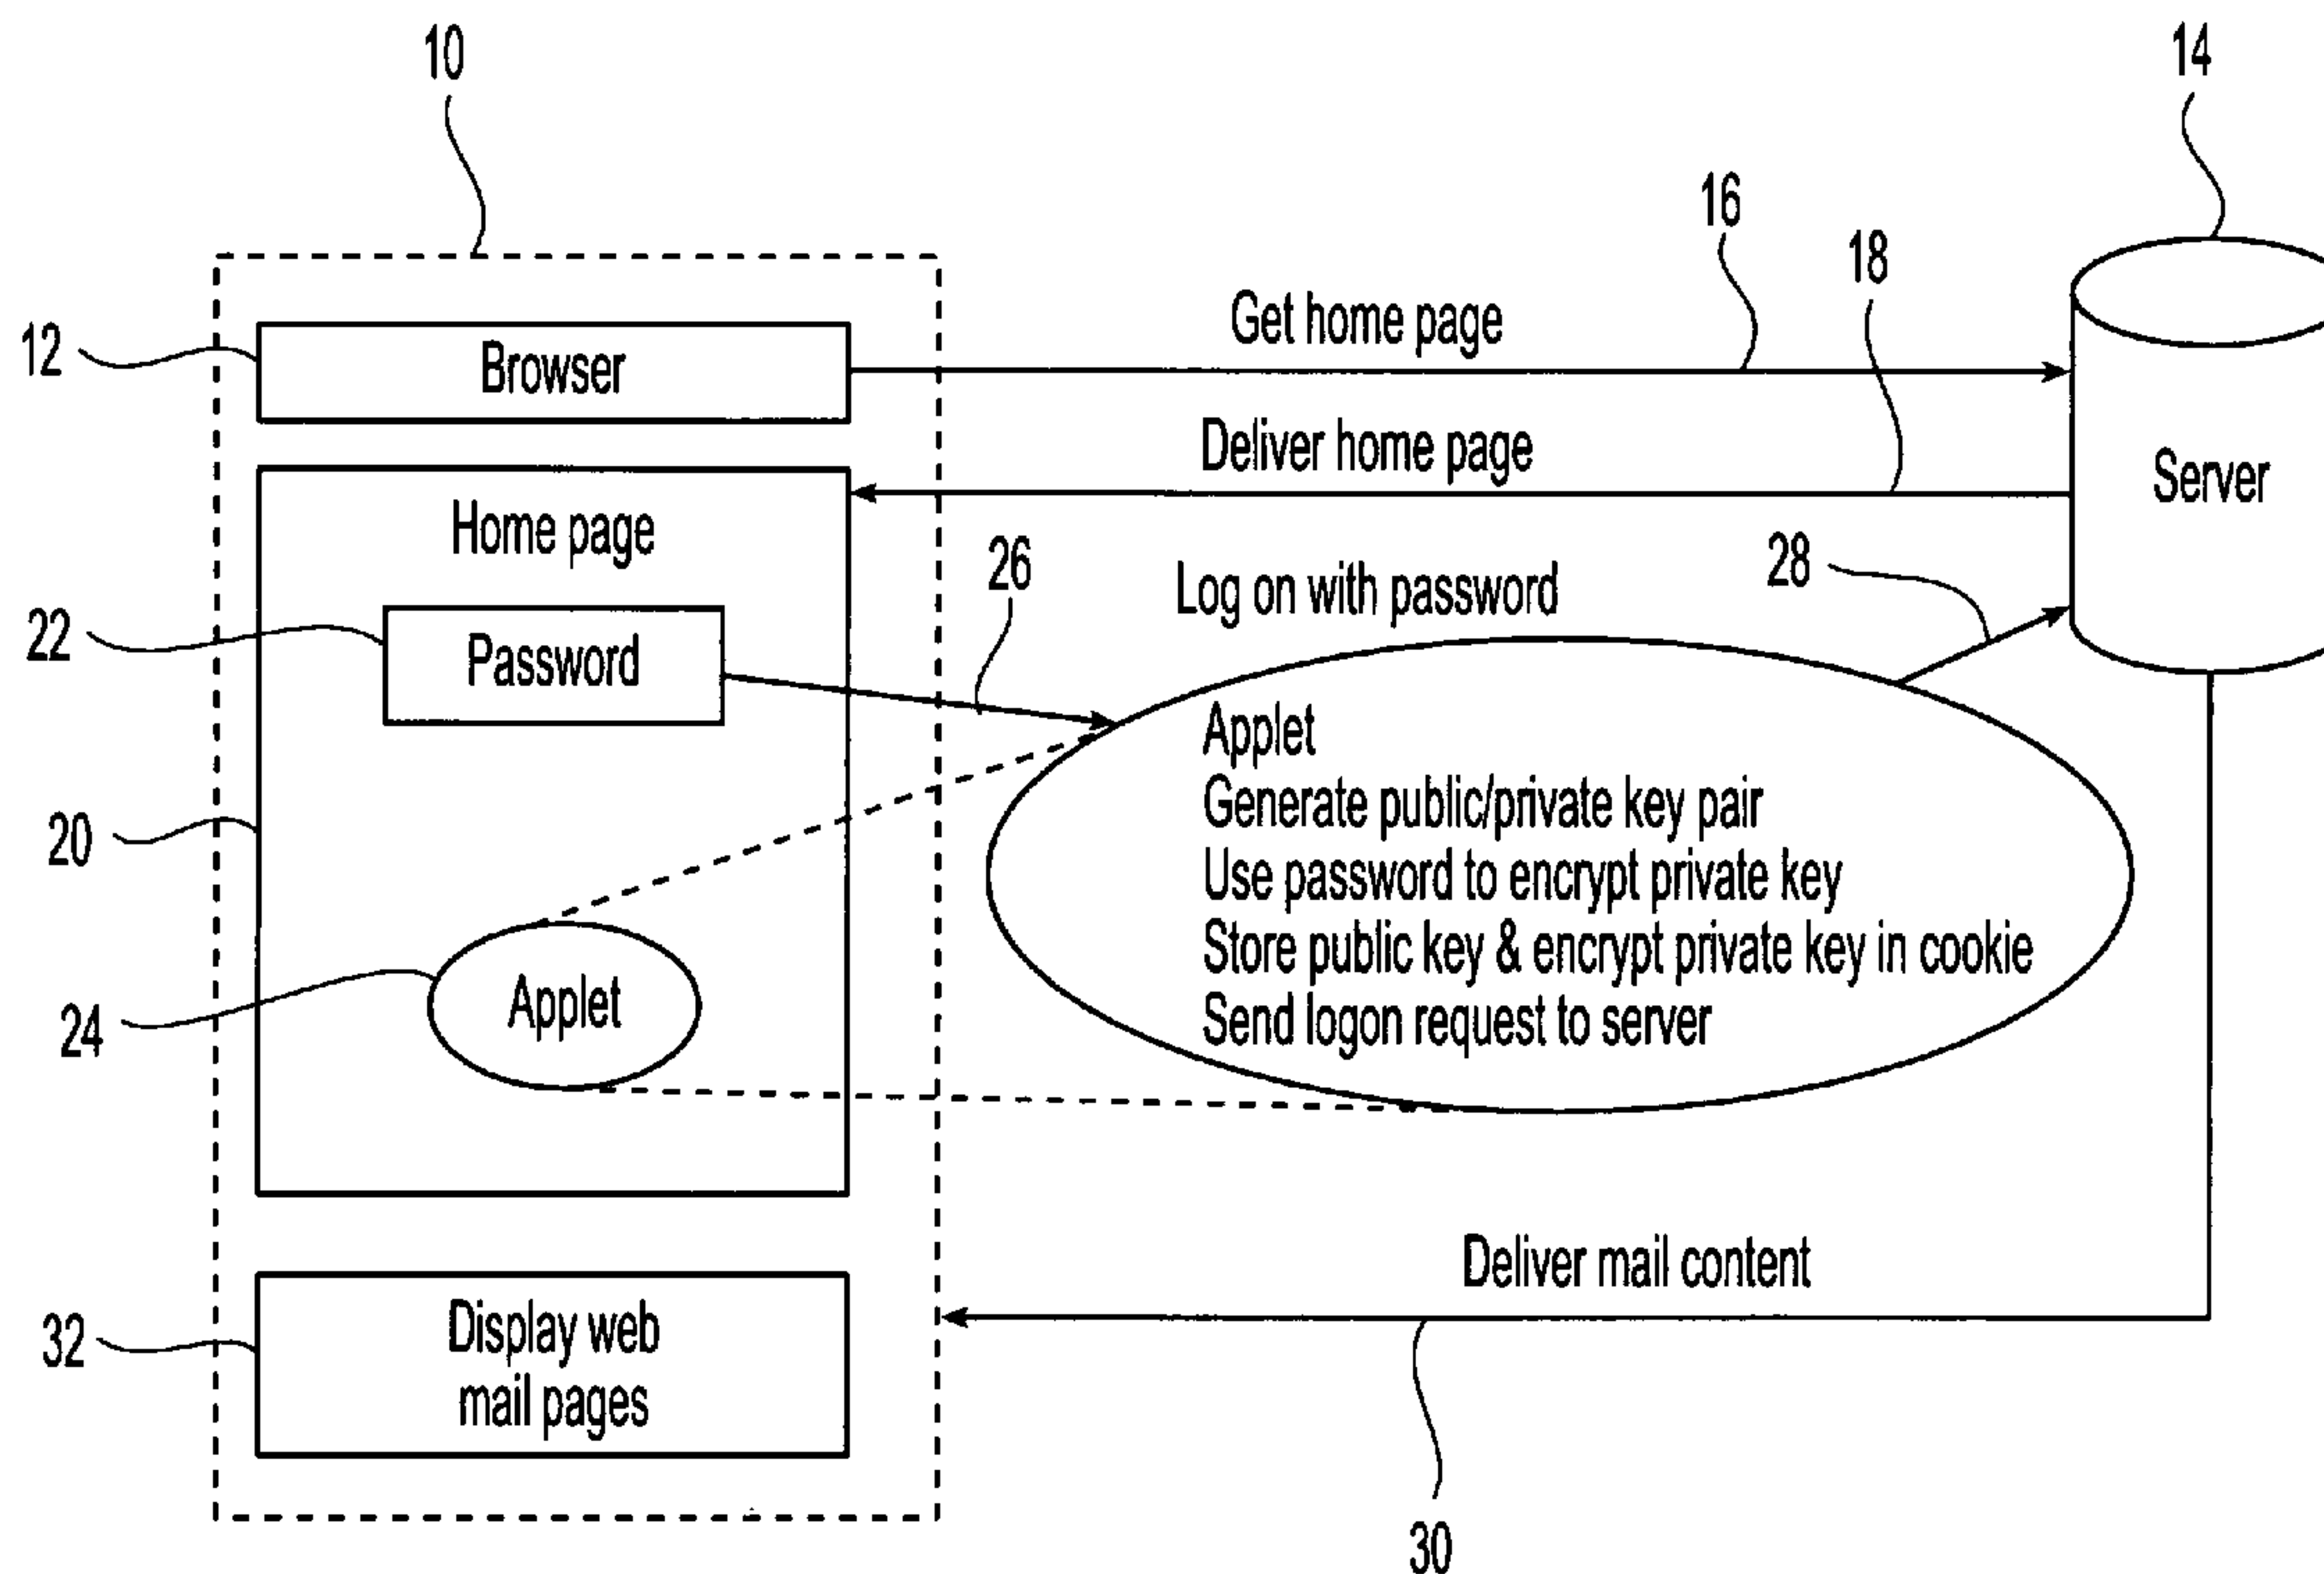 10
14
16
18
Get home page
12
Browser
Deliver home page
Server
Home page
26
Log on with password
28
22
Password
Applet
Generate public/private key pair
Use password to encrypt private key
Store public key & encrypt private key in cookie
Send logon request to server
20
24
Applet
Deliver mail content
32
Display web
mail pages
30